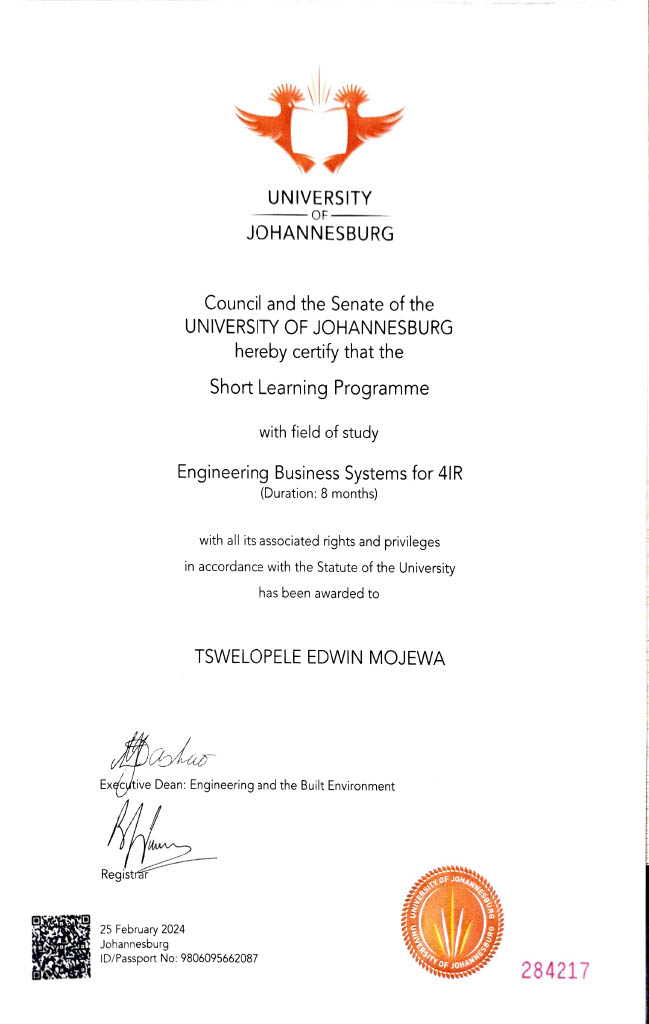 UNIVERSITY
OF
JOHANNESBURG
Council and the Senate of the
UNIVERSITY OF JOHANNESBURG
hereby certify that the
Short Learning Programme
with field of study
Engineering Business Systems for 4IR
(Duration: 8 months)
with all its associated rights and privileges
in accordance with the Statute of the University
has been awarded to
TSWELOPELE EDWIN MOJEWA
Executive Dean: Engineering and the Built Environment
Registrar
25 February 2024
Johannesburg
ID/Passport No: 9806095662087
UNIVERSITY OF JOHANNESBURG
UNIVERSITY OF JOHANNESBURG
284217